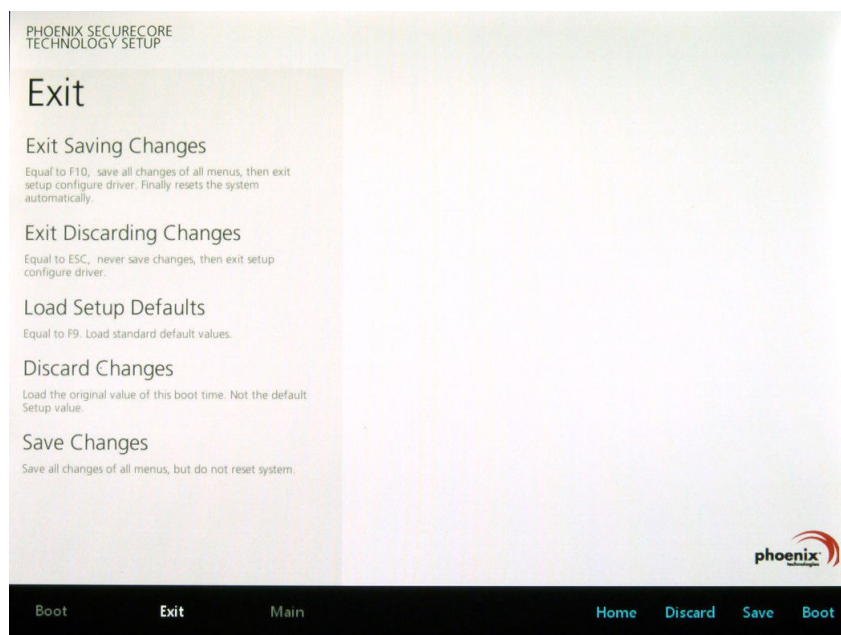 PHOENIX SECURECORE
TECHNOLOGY SETUP
Exit
Exit Saving Changes
Equal to F10, save all changes of all menus, then exit
setup configure driver. Finally resets the system
automatically.
Exit Discarding Changes
Equal to ESC, never save changes, then exit setup
configure driver.
Load Setup Defaults
Equal to F9. Load standard default values.
Discard Changes
Load the original value of this boot time. Not the default
Setup value.
Save Changes
Save all changes of all menus, but do not reset system.
phoenix
technologies
Boot Exit Main Home Discard Save Boot